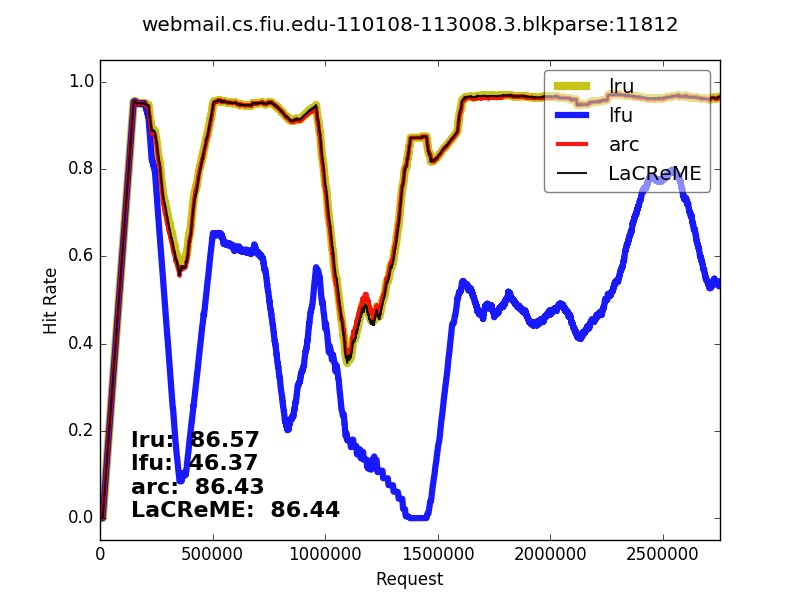 webmail.cs.fiu.edu-110108-113008.3.blkparse:11812
1.0
0.8
0.6
0.4
0.2
0.0
Hit Rate
lru
lfu
arc
LaCReME
lru: 86.57
lfu: 46.37
arc: 86.43
LaCReME: 86.44
0 500000 1000000 1500000 2000000 2500000
Request